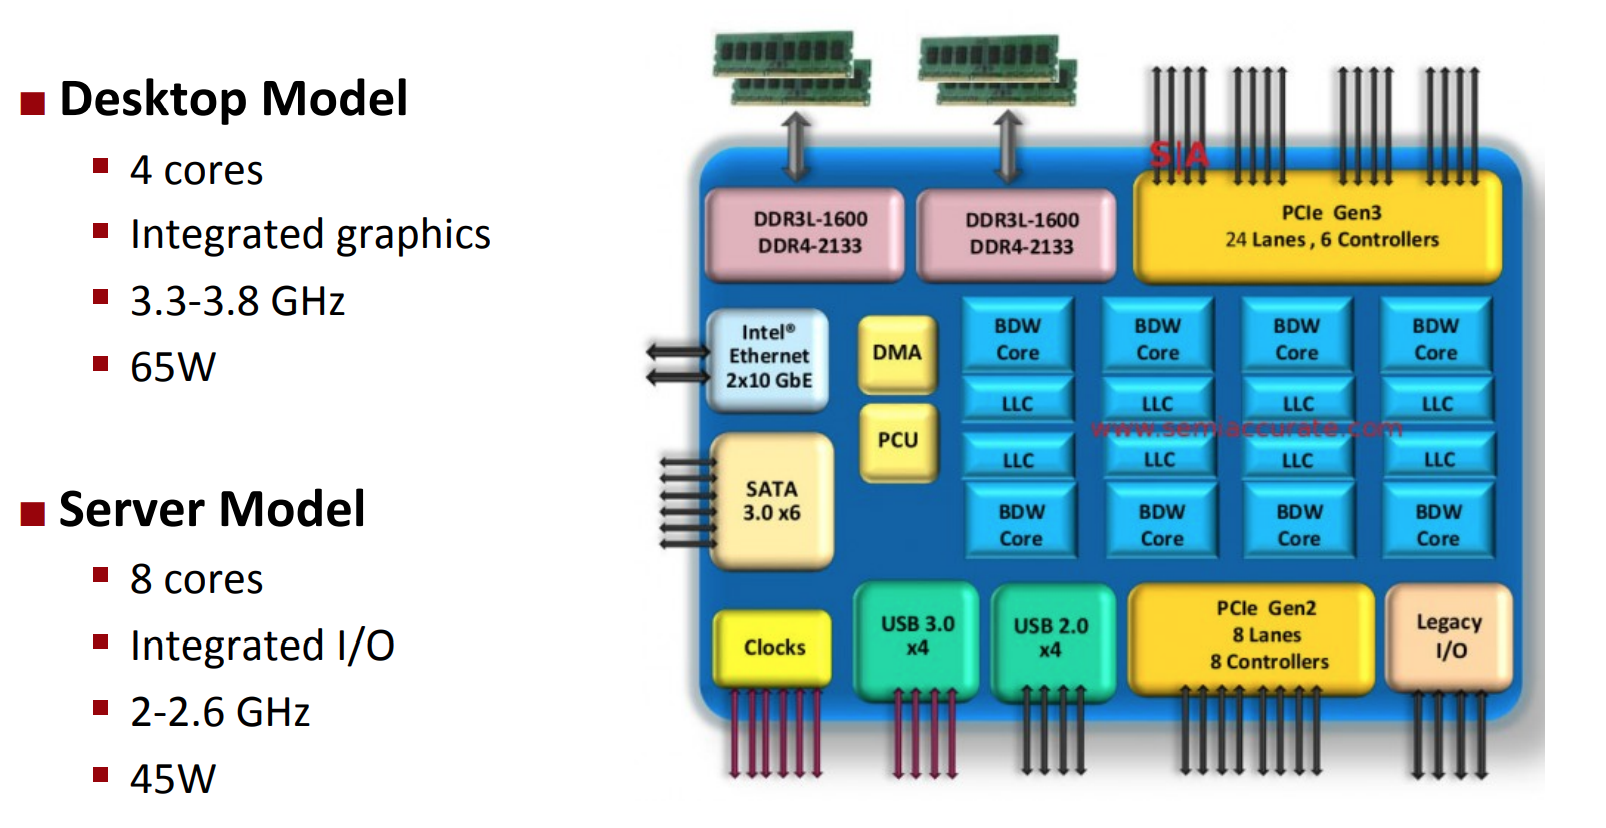 Desktop Model
4 cores
Integrated graphics
3.3-3.8 GHz
65W
Server Model
8 cores
Integrated I/O
2-2.6 GHz
45W
S|A
DDR3L-1600
DDR4-2133
DDR3L-1600
DDR4-2133
PCIe Gen3
24 Lanes , 6 Controllers
Intel®
Ethernet
2x10 GbE
DMA
PCU
BDW
Core
BDW
Core
BDW
Core
BDW
Core
LLC
LLC
LLC
LLC
www.semiaccurate.com
LLC
LLC
LLC
LLC
BDW
Core
BDW
Core
BDW
Core
BDW
Core
SATA
3.0 x6
Clocks
USB 3.0
x4
USB 2.0
x4
PCIe Gen2
8 Lanes
8 Controllers
Legacy
I/O